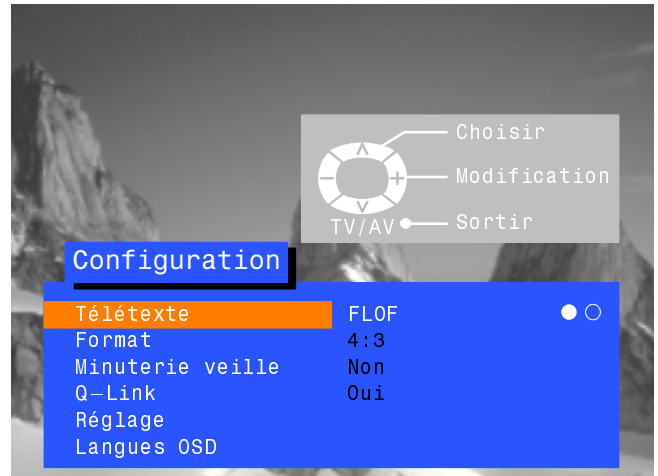 Choisir
Modification
TV/AV Sortir
Configuration
Télétexte FLOF
Format 4:3
Minuterie veille Non
Q–Link Oui
Réglage
Langues OSD